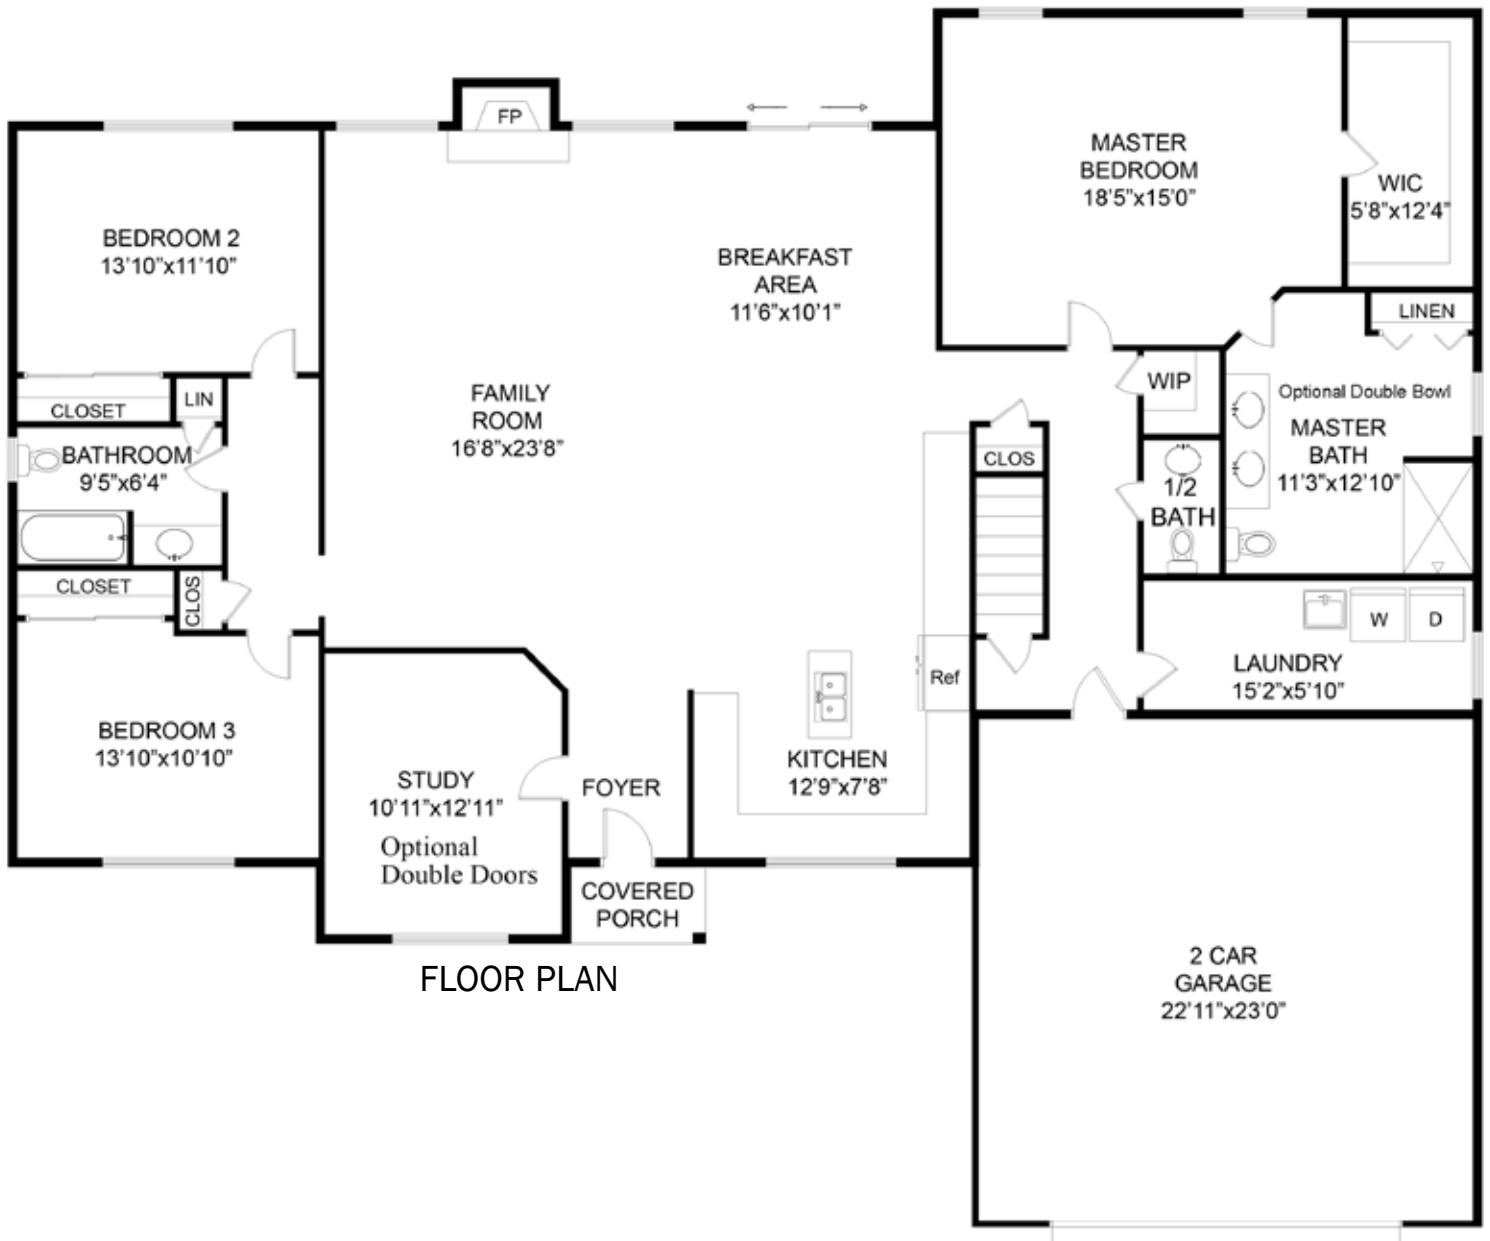 FP
MASTER
BEDROOM
18'5"x15'0"
WIC
5'8"x12'4"
BEDROOM 2
13'10"x11'10"
BREAKFAST
AREA
11'6"x10'1"
LINEN
CLOSET
LIN
FAMILY
ROOM
16'8"x23'8"
WIP
Optional Double Bowl
MASTER
BATH
11'3"x12'10"
BATHROOM
9'5"x6'4"
CLOS
1/2
BATH
CLOSET
CLOS
W
D
LAUNDRY
15'2"x5'10"
Ref
BEDROOM 3
13'10"x10'10"
STUDY
10'11"x12'11"
Optional
Double Doors
FOYER
KITCHEN
12'9"x7'8"
COVERED
PORCH
2 CAR
GARAGE
22'11"x23'0"
FLOOR PLAN